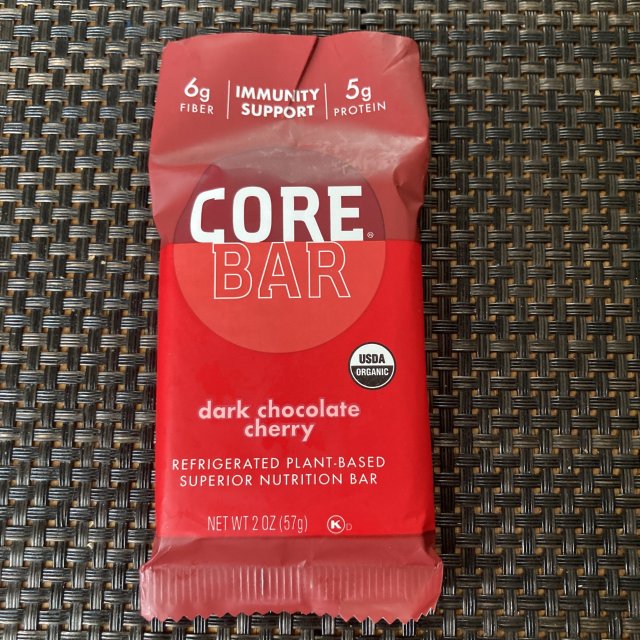 6g | IMMUNITY | 5g
FIBER SUPPORT PROTEIN
CORE®
BAR
USDA
ORGANIC
dark chocolate
cherry
REFRIGERATED PLANT-BASED
SUPERIOR NUTRITION BAR
NET WT 2 OZ (57g) K D